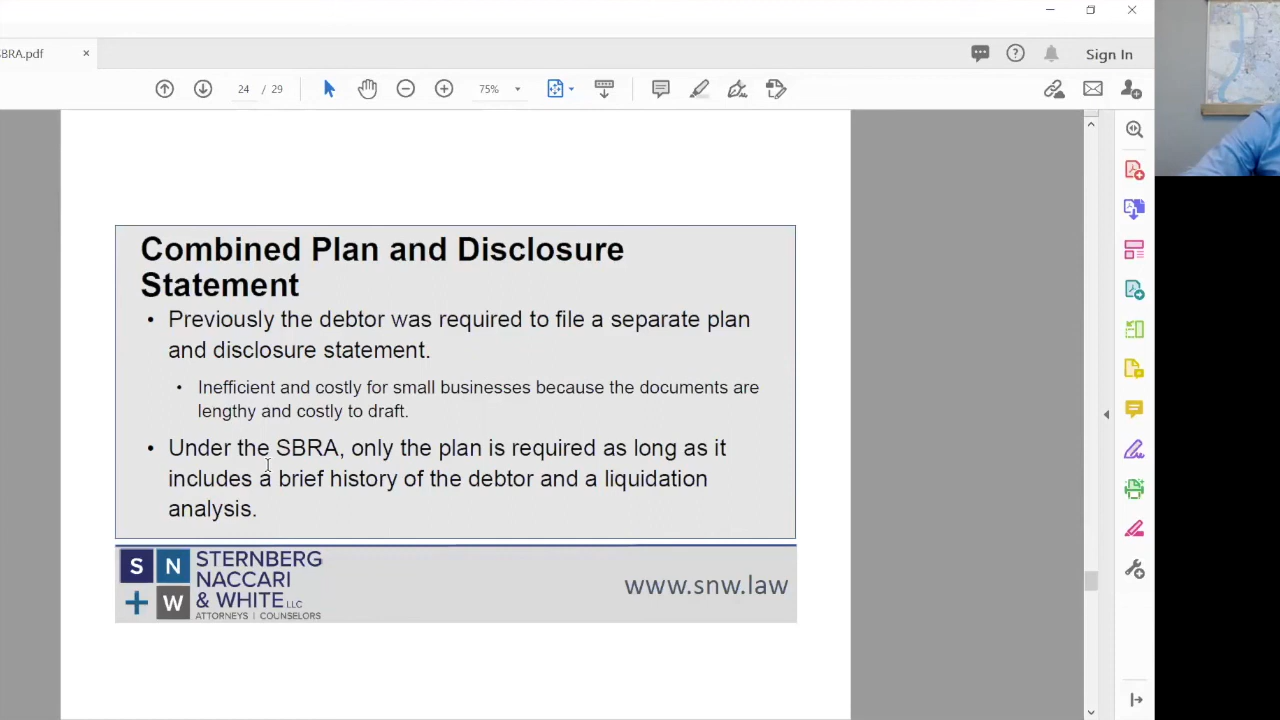 SBRA.pdf
Sign In
24 / 29
75%
Combined Plan and Disclosure
Statement
• Previously the debtor was required to file a separate plan
and disclosure statement.
• Inefficient and costly for small businesses because the documents are
lengthy and costly to draft.
• Under the SBRA, only the plan is required as long as it
includes a brief history of the debtor and a liquidation
analysis.
S N
W
STERNBERG
NACCARI
& WHITE LLC
ATTORNEYS | COUNSELORS
www.snw.law